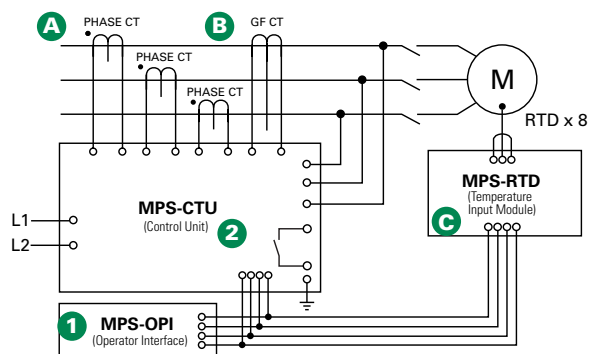 A
PHASE CT
B
GF CT
PHASE CT
PHASE CT
M
RTD x 8
MPS-RTD
(Temperature
Input Module)
C
MPS-CTU
(Control Unit)
2
L1
L2
1
MPS-OPI
(Operator Interface)